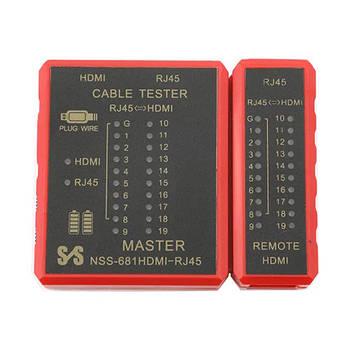 HDMI RJ45
CABLE TESTER
RJ45⇔HDMI
PLUG WIRE
G 10
1 11
2 12
3 13
4 14
5 15
6 16
7 17
8 18
9 19
HDMI
RJ45
SYS
MASTER
NSS-681HDMI-RJ45
RJ45
RJ45⇔HDMI
G 10
1 11
2 12
3 13
4 14
5 15
6 16
7 17
8 18
9 19
REMOTE
HDMI